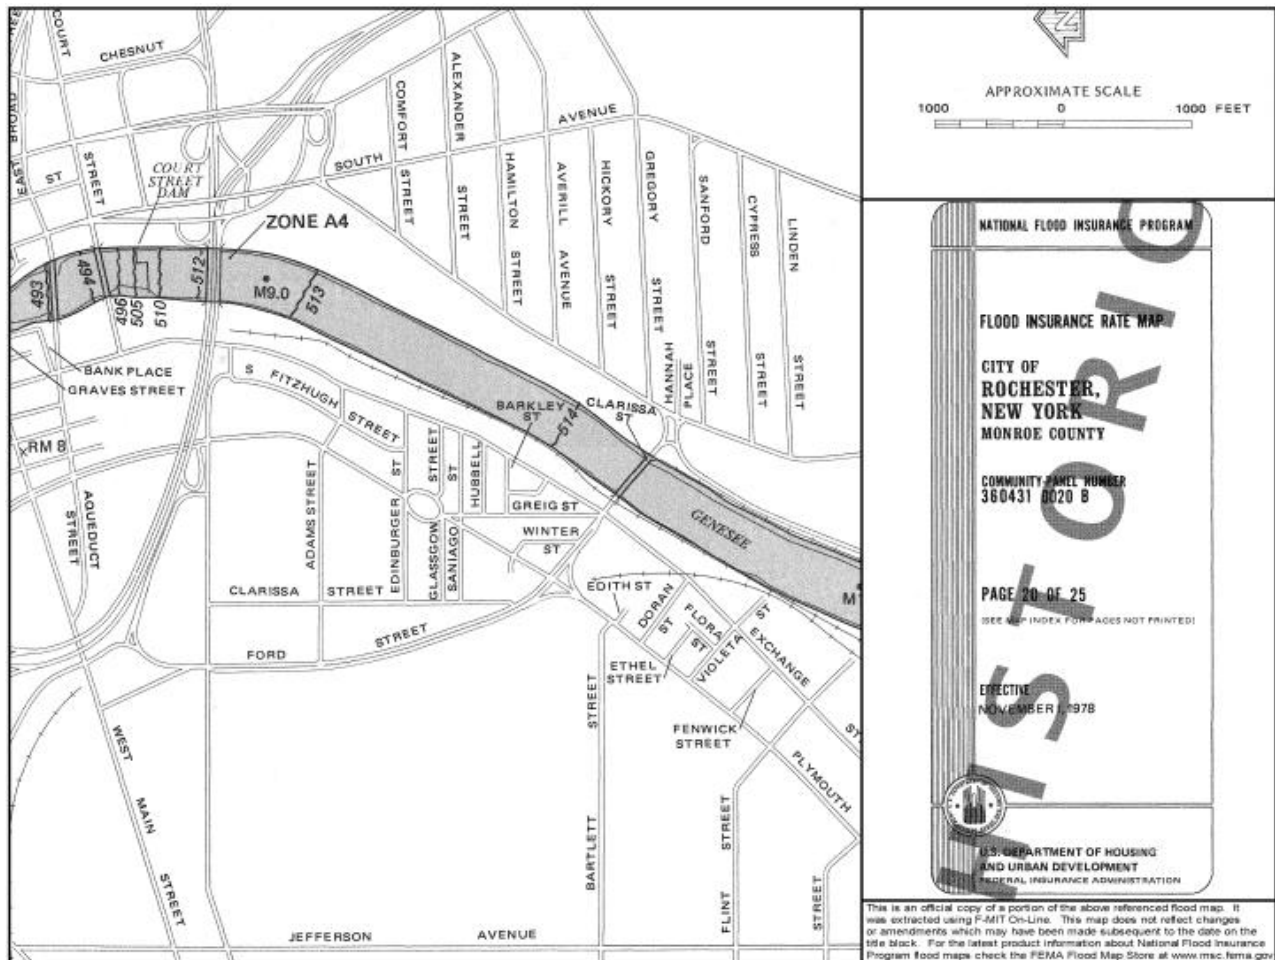 COURT
CHESNUT
EAST BROAD
ST
STREET
COURT
STREET
DAM
ZONE A4
SOUTH
AVENUE
COMFORT
STREET
ALEXANDER
STREET
HAMILTON
STREET
AVERILL
AVENUE
HICKORY
STREET
GREGORY
STREET
SANFORD
STREET
CYPRESS
STREET
LINDEN
STREET
HANNAH
PLACE
493
494
496
505
510
512
M9.0
513
514
BANK PLACE
GRAVES STREET
RM 8
S FITZHUGH
STREET
BARKLEY
ST
CLARISSA
ST
GENESEE
M1
AQUEDUCT
STREET
ADAMS STREET
EDINBURGER ST
GLASSGOW STREET
SANIAGO ST
HUBBELL
GREIG ST
WINTER
ST
CLARISSA STREET
FORD STREET
EDITH ST
DORAN
ST
FLORA
ST
VIOLETA ST
EXCHANGE
ST
ETHEL
STREET
FENWICK
STREET
PLYMOUTH
STREET
BARTLETT STREET
FLINT STREET
WEST MAIN STREET
JEFFERSON AVENUE
N
APPROXIMATE SCALE
1000 0 1000 FEET
NATIONAL FLOOD INSURANCE PROGRAM
FLOOD INSURANCE RATE MAP
CITY OF
ROCHESTER,
NEW YORK
MONROE COUNTY
COMMUNITY-PANEL NUMBER
360431 0020 B
PAGE 20 OF 25
(SEE MAP INDEX FOR PAGES NOT PRINTED)
EFFECTIVE
NOVEMBER 1, 1978
HISTORIC
U.S. DEPARTMENT OF HOUSING
AND URBAN DEVELOPMENT
FEDERAL INSURANCE ADMINISTRATION
This is an official copy of a portion of the above referenced flood map. It
was extracted using F-MIT On-Line. This map does not reflect changes
or amendments which may have been made subsequent to the date on the
title block. For the latest product information about National Flood Insurance
Program flood maps check the FEMA Flood Map Store at www.msc.fema.gov